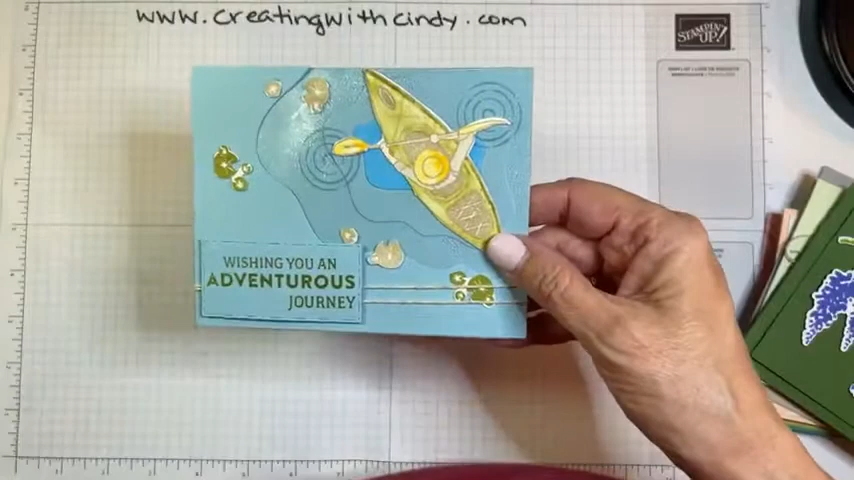 www.creatingwithcindy.com
STAMPIN' UP!
WISHING YOU AN
ADVENTUROUS
JOURNEY